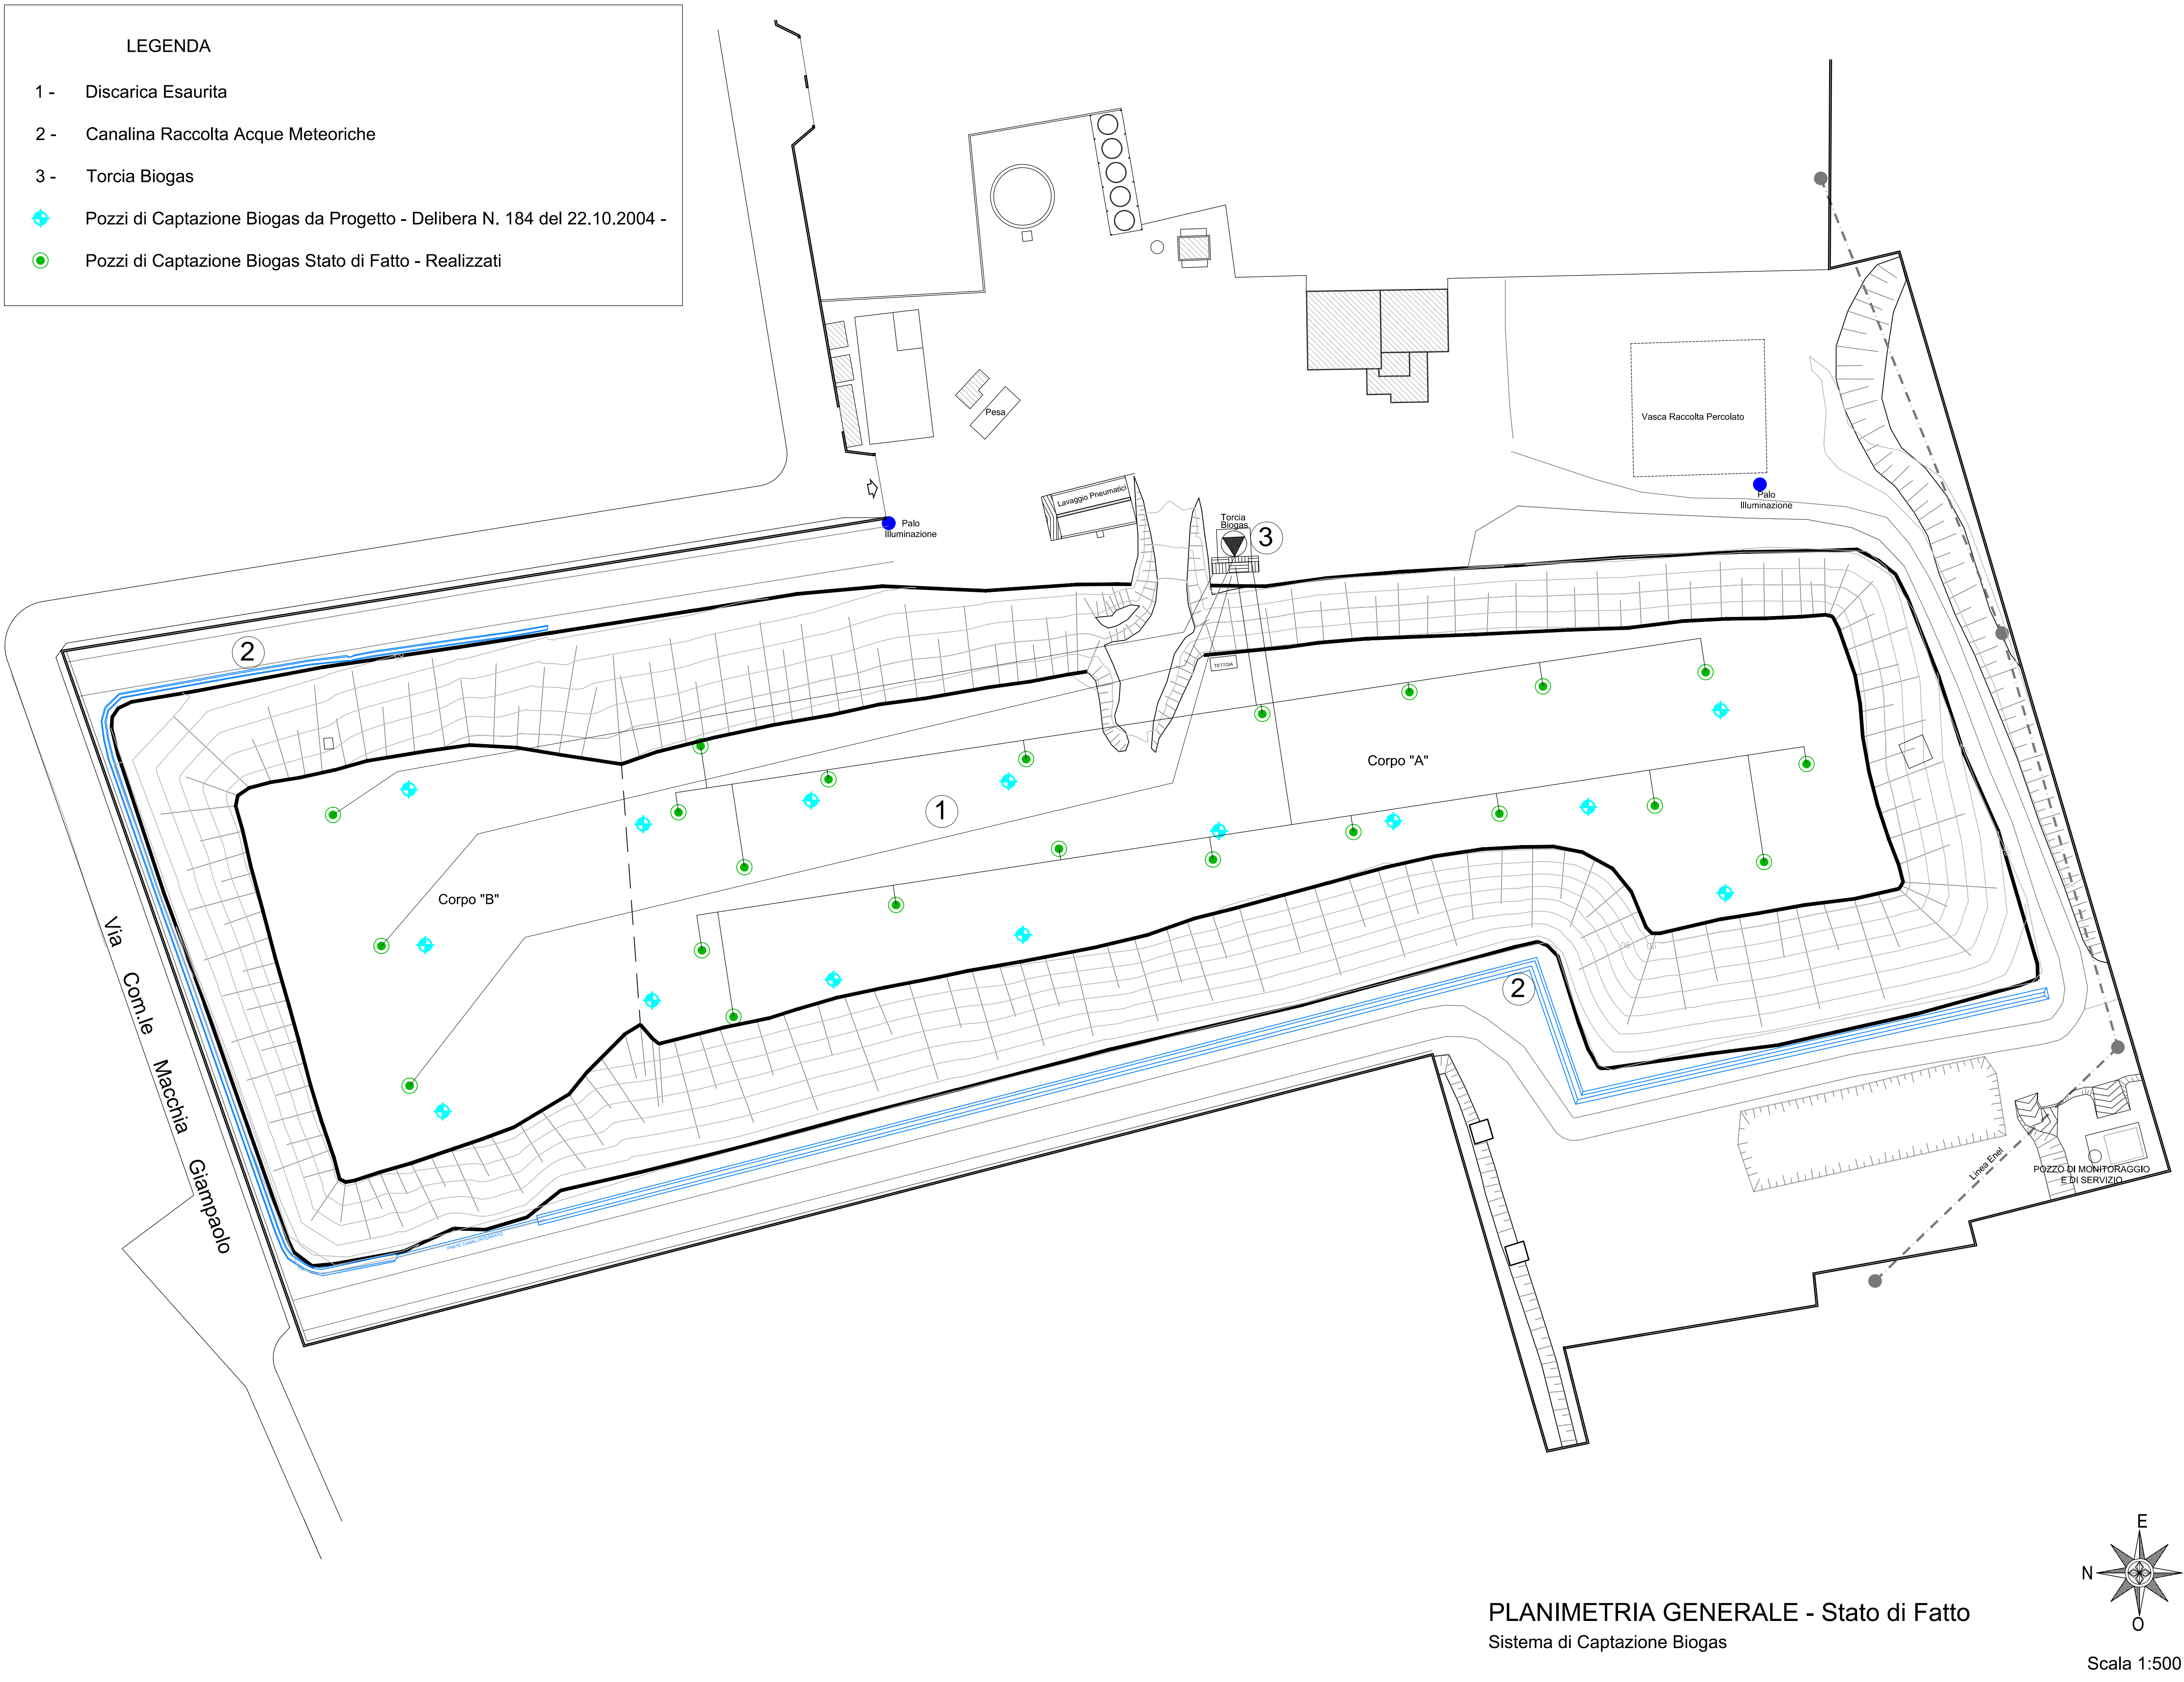 LEGENDA
1 - Discarica Esaurita
2 - Canalina Raccolta Acque Meteoriche
3 - Torcia Biogas
Pozzi di Captazione Biogas da Progetto - Delibera N. 184 del 22.10.2004 -
Pozzi di Captazione Biogas Stato di Fatto - Realizzati
Pesa
Vasca Raccolta Percolato
Lavaggio Pneumatici
Palo
Illuminazione
Palo
Illuminazione
Torcia
Biogas
3
2
TETTOIA
Corpo "A"
1
Corpo "B"
Via Com.le Macchia Giampaolo
2
PARTE CANALI INTERRATO
Linea Enel
POZZO DI MONITORAGGIO
E DI SERVIZIO
E
N
O
PLANIMETRIA GENERALE - Stato di Fatto
Sistema di Captazione Biogas
Scala 1:500